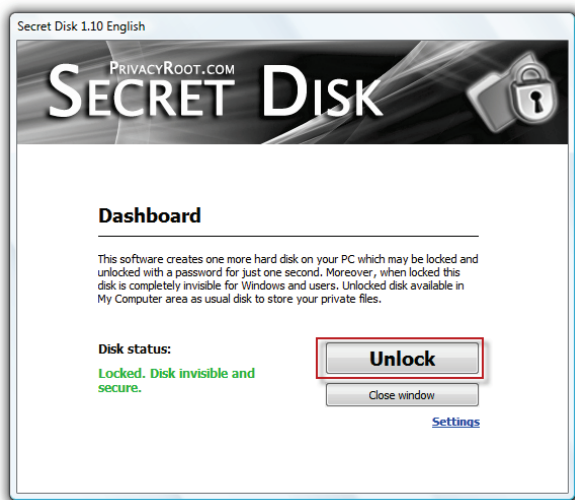 Secret Disk 1.10 English
PrivacyRoot.com
Secret Disk
Dashboard
This software creates one more hard disk on your PC which may be locked and
unlocked with a password for just one second. Moreover, when locked this
disk is completely invisible for Windows and users. Unlocked disk available in
My Computer area as usual disk to store your private files.
Disk status:
Locked. Disk invisible and
secure.
Unlock
Close window
Settings